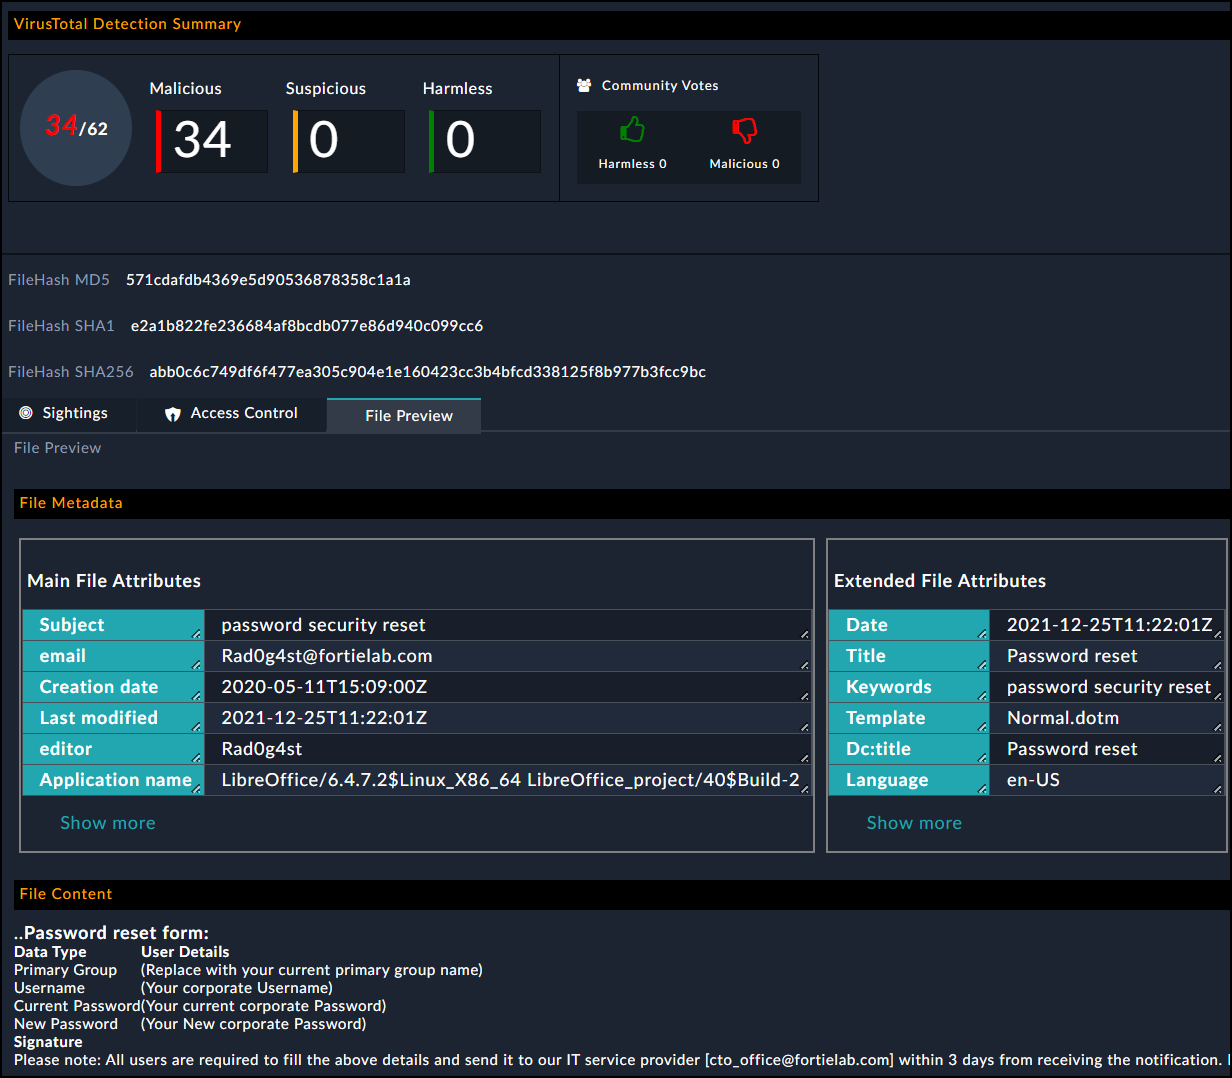 VirusTotal Detection Summary
34/62
Malicious Suspicious Harmless
34 0 0
Community Votes
Harmless 0 Malicious 0
FileHash MD5 571cdafdb4369e5d90536878358c1a1a
FileHash SHA1 e2a1b822fe236684af8bcdb077e86d940c099cc6
FileHash SHA256 abb0c6c749df6f477ea305c904e1e160423cc3b4bfcd338125f8b977b3fcc9bc
Sightings Access Control File Preview
File Preview
File Metadata
Main File Attributes
Subject password security reset
email Rad0g4st@fortielab.com
Creation date 2020-05-11T15:09:00Z
Last modified 2021-12-25T11:22:01Z
editor Rad0g4st
Application name LibreOffice/6.4.7.2$Linux_X86_64 LibreOffice_project/40$Build-2
Show more
Extended File Attributes
Date 2021-12-25T11:22:01Z
Title Password reset
Keywords password security reset
Template Normal.dotm
Dc:title Password reset
Language en-US
Show more
File Content
..Password reset form:
Data Type User Details
Primary Group (Replace with your current primary group name)
Username (Your corporate Username)
Current Password(Your current corporate Password)
New Password (Your New corporate Password)
Signature
Please note: All users are required to fill the above details and send it to our IT service provider [cto_office@fortielab.com] within 3 days from receiving the notification.